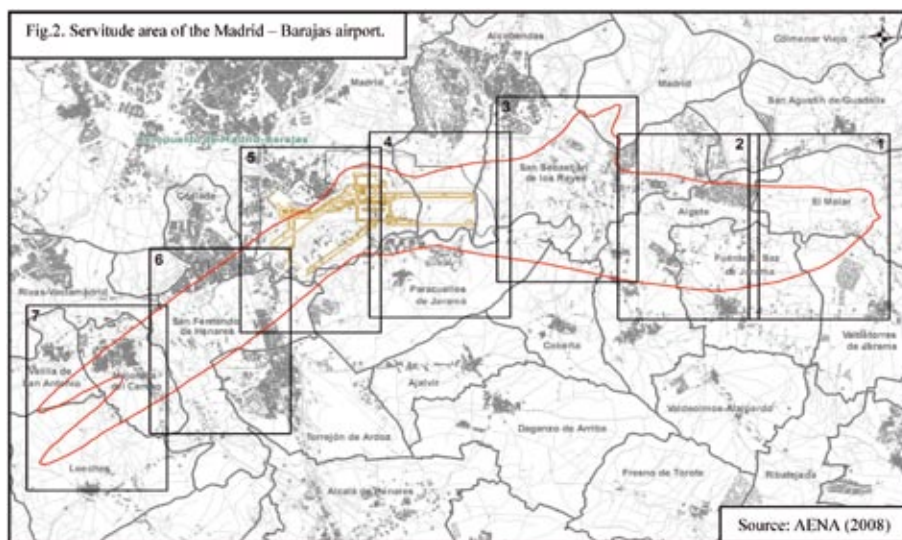 Fig.2. Servitude area of the Madrid – Barajas airport.
Alcobendas
Colmenar Viejo
Madrid
Madrid
San Agustín de Guadalix
Aeropuerto de Madrid-Barajas
3
4
5
2
1
San Sebastián
de los Reyes
El Molar
Coslada
Algete
6
Fuente el Saz
de Jarama
Rivas-Vaciamadrid
Paracuellos
de Jarama
7
San Fernando
de Henares
Valdetorres
de Jarama
Cobeña
Velilla de
San Antonio
Mejorada
del Campo
Ajalvir
Valdeolmos-Alalpardo
Torrejón de Ardoz
Daganzo de Arriba
Loeches
Fresno de Torote
Ribatejada
Alcalá de Henares
Source: AENA (2008)